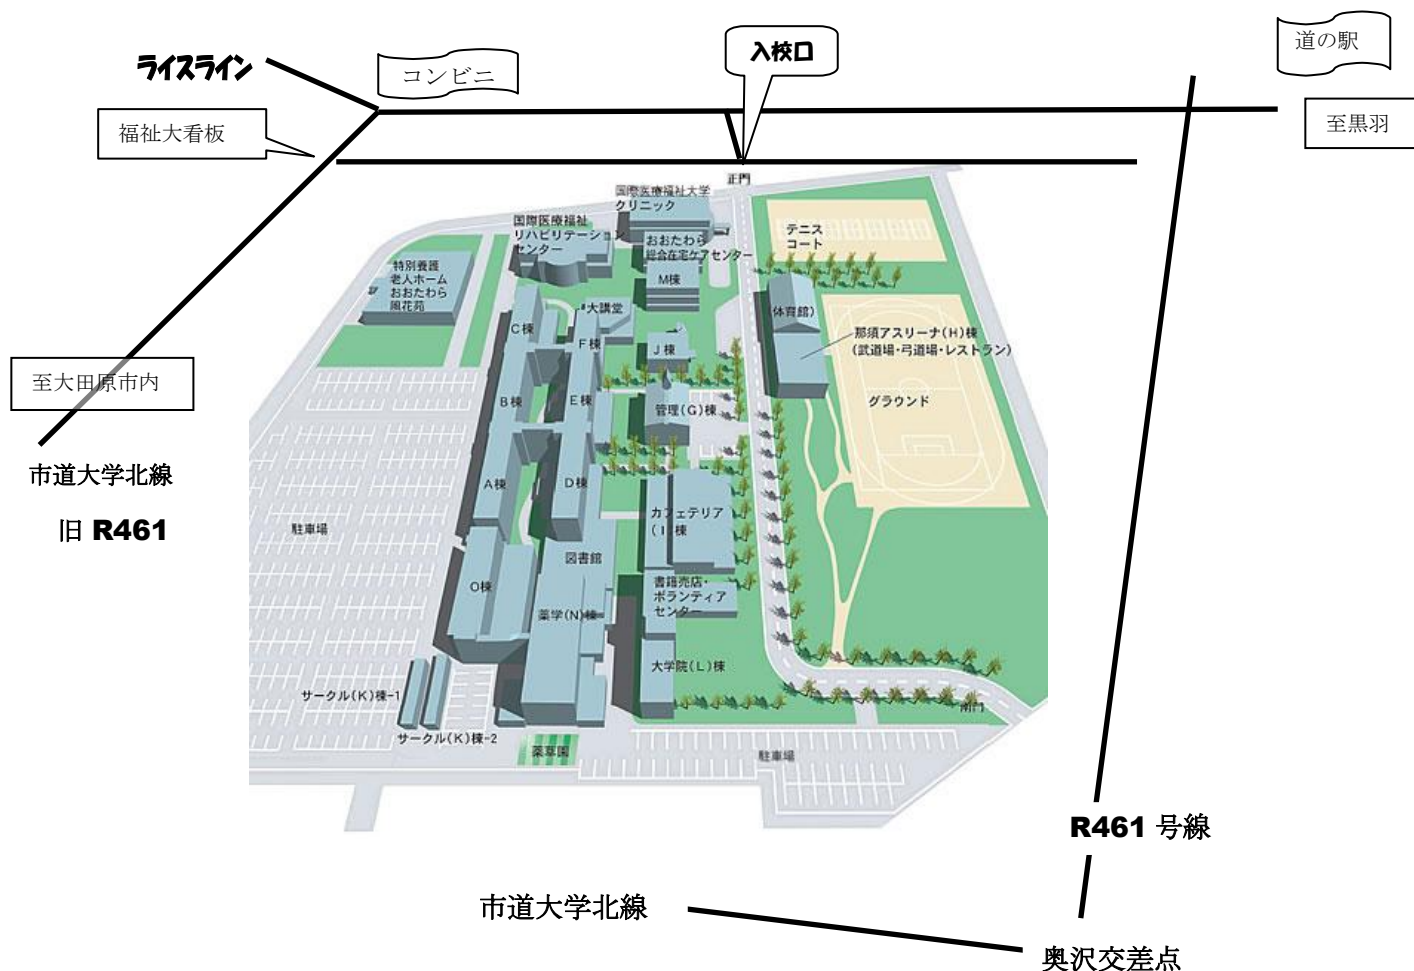 道の駅
入校口
ライスライン
コンビニ
福祉大看板
至黒羽
正門
国際医療福祉大学
クリニック
国際医療福祉
リハビリテーション
センター
おおたわら
総合在宅ケアセンター
テニス
コート
特別養護
老人ホーム
おおたわら
風花苑
M棟
大講堂
(体育館)
C棟
F棟
J棟
那須アスリーナ(H)棟
(武道場・弓道場・レストラン)
至大田原市内
B棟
E棟
管理(G)棟
グラウンド
市道大学北線
A棟
D棟
旧 R461
駐車場
カフェテリア
(I)棟
図書館
O棟
書籍売店・
ボランティア
センター
薬学(N)棟
大学院(L)棟
サークル(K)棟-1
南門
サークル(K)棟-2
薬草園
駐車場
R461 号線
市道大学北線
奥沢交差点